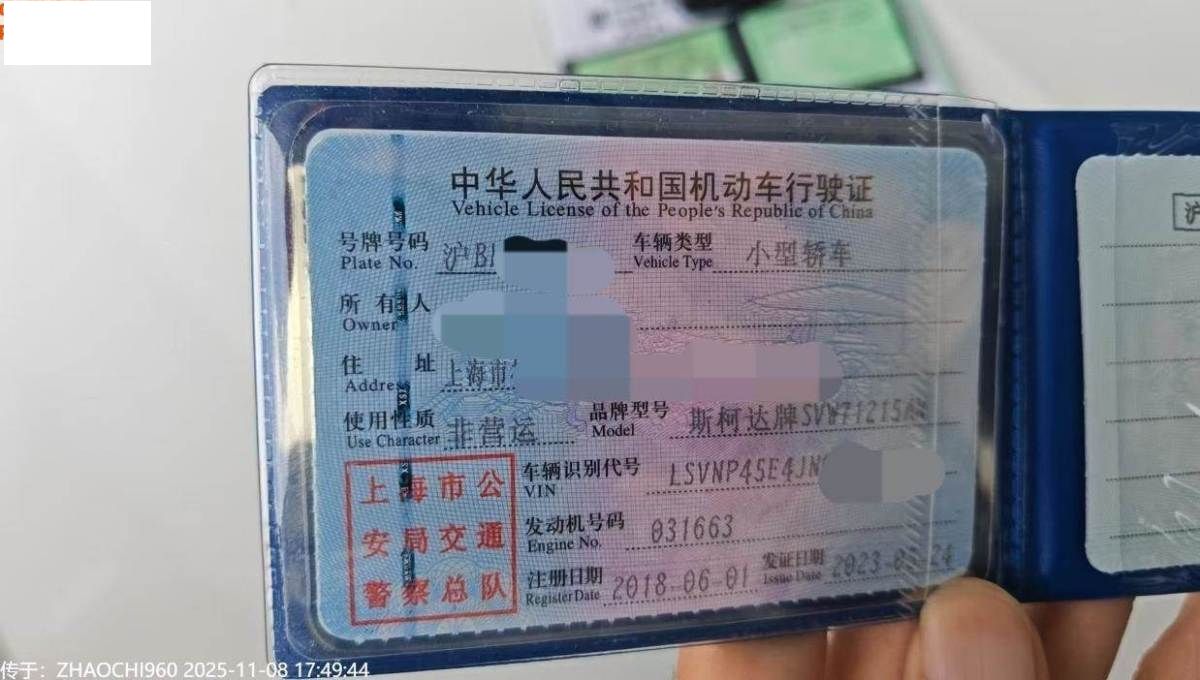 中华人民共和国机动车行驶证
Vehicle License of the People's Republic of China
号牌号码 沪B1 车辆类型 小型轿车
Plate No. Vehicle Type
所有人
Owner
住址 上海市
Address
使用性质 非营运 品牌型号 斯柯达牌SVW71215A
Use Character Model
车辆识别代号 LSVNP45E4JN
VIN
发动机号码 031663
Engine No.
注册日期 2018-06-01 发证日期
Register Date Issue Date
上海市公
安局交通
警察总队
沪
传于：ZHAOCHI960 2025-11-08 17:49:44